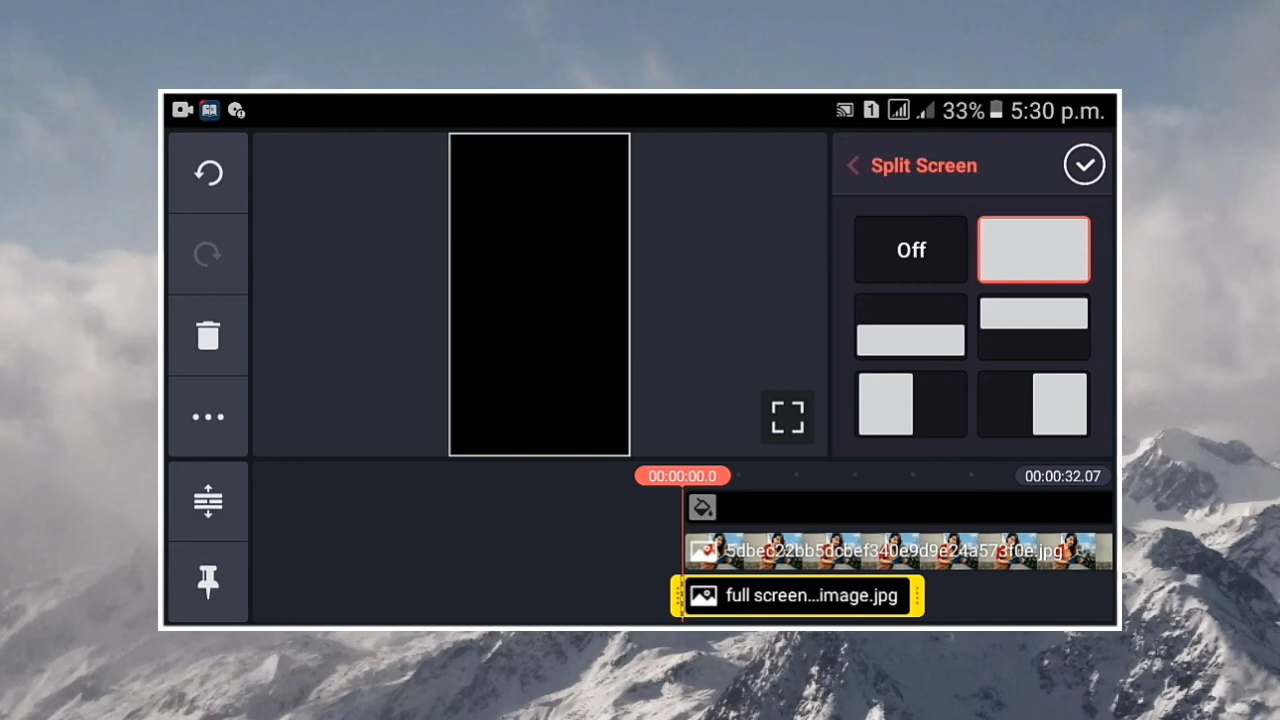 1 33% 5:30 p.m.
Split Screen
Off
00:00:00.0 00:00:32.07
5dbec22bb5dcbef340e9d9e24a573f0e.jpg
full screen...image.jpg